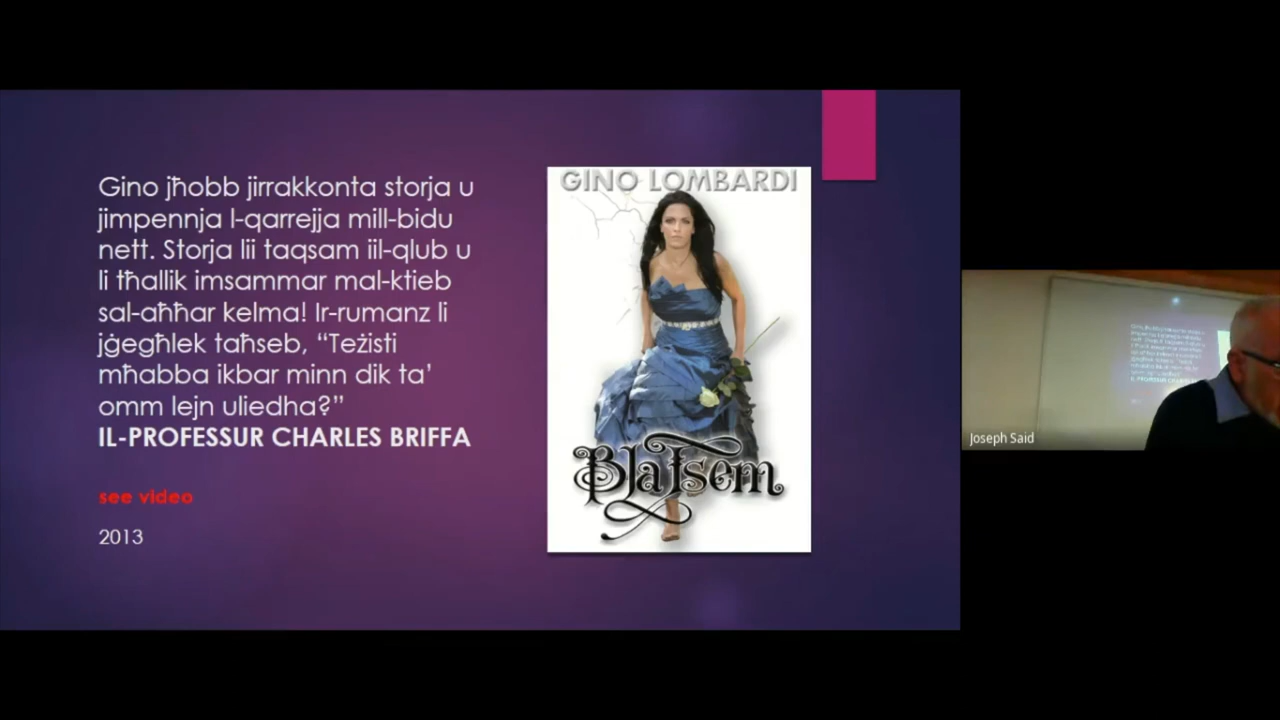 Gino jħobb jirrakkonta storja u
jimpennja l-qarrejja mill-bidu
nett. Storja lii taqsam iil-qlub u
li tħallik imsammar mal-ktieb
sal-aħħar kelma! Ir-rumanz li
jġegħlek taħseb, “Teżisti
mħabba ikbar minn dik ta’
omm lejn uliedha?”
IL-PROFESSUR CHARLES BRIFFA
see video
2013
GINO LOMBARDI
Bla Isem
Joseph Said